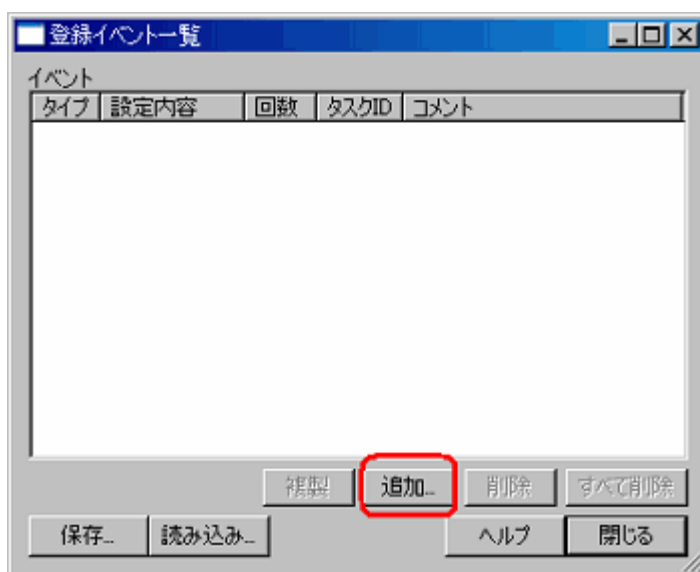 登録イベント一覧
イベント
タイプ 設定内容 回数 タスクID コメント
複製 追加... 削除 すべて削除
保存... 読み込み... ヘルプ 閉じる